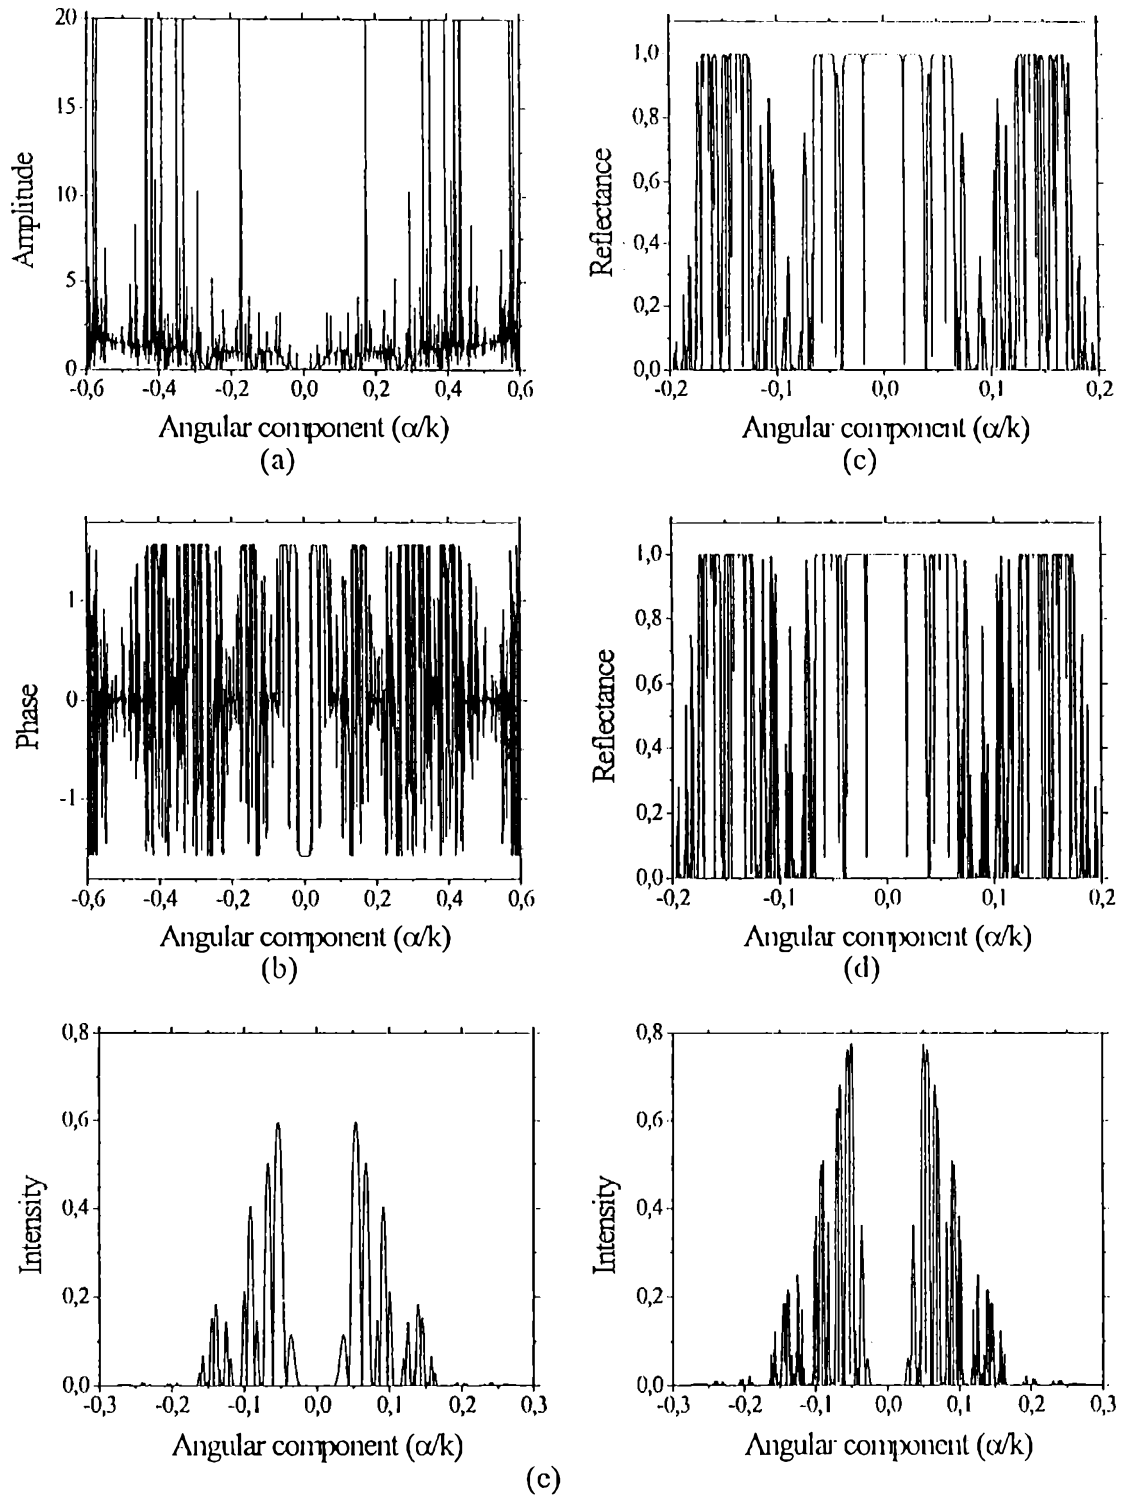 20
15
10
5
0
Amplitude
-0,6 -0,4 -0,2 0,0 0,2 0,4 0,6
Angular component (α/k)
(a)
1,0
0,8
0,6
0,4
0,2
0,0
Reflectance
-0,2 -0,1 0,0 0,1 0,2
Angular component (α/k)
(c)
1
0
-1
Phase
-0,6 -0,4 -0,2 0,0 0,2 0,4 0,6
Angular component (α/k)
(b)
1,0
0,8
0,6
0,4
0,2
0,0
Reflectance
-0,2 -0,1 0,0 0,1 0,2
Angular component (α/k)
(d)
0,8
0,6
0,4
0,2
0,0
Intensity
-0,3 -0,2 -0,1 0,0 0,1 0,2 0,3
Angular component (α/k)
0,8
0,6
0,4
0,2
0,0
Intensity
-0,3 -0,2 -0,1 0,0 0,1 0,2 0,3
Angular component (α/k)
(e)